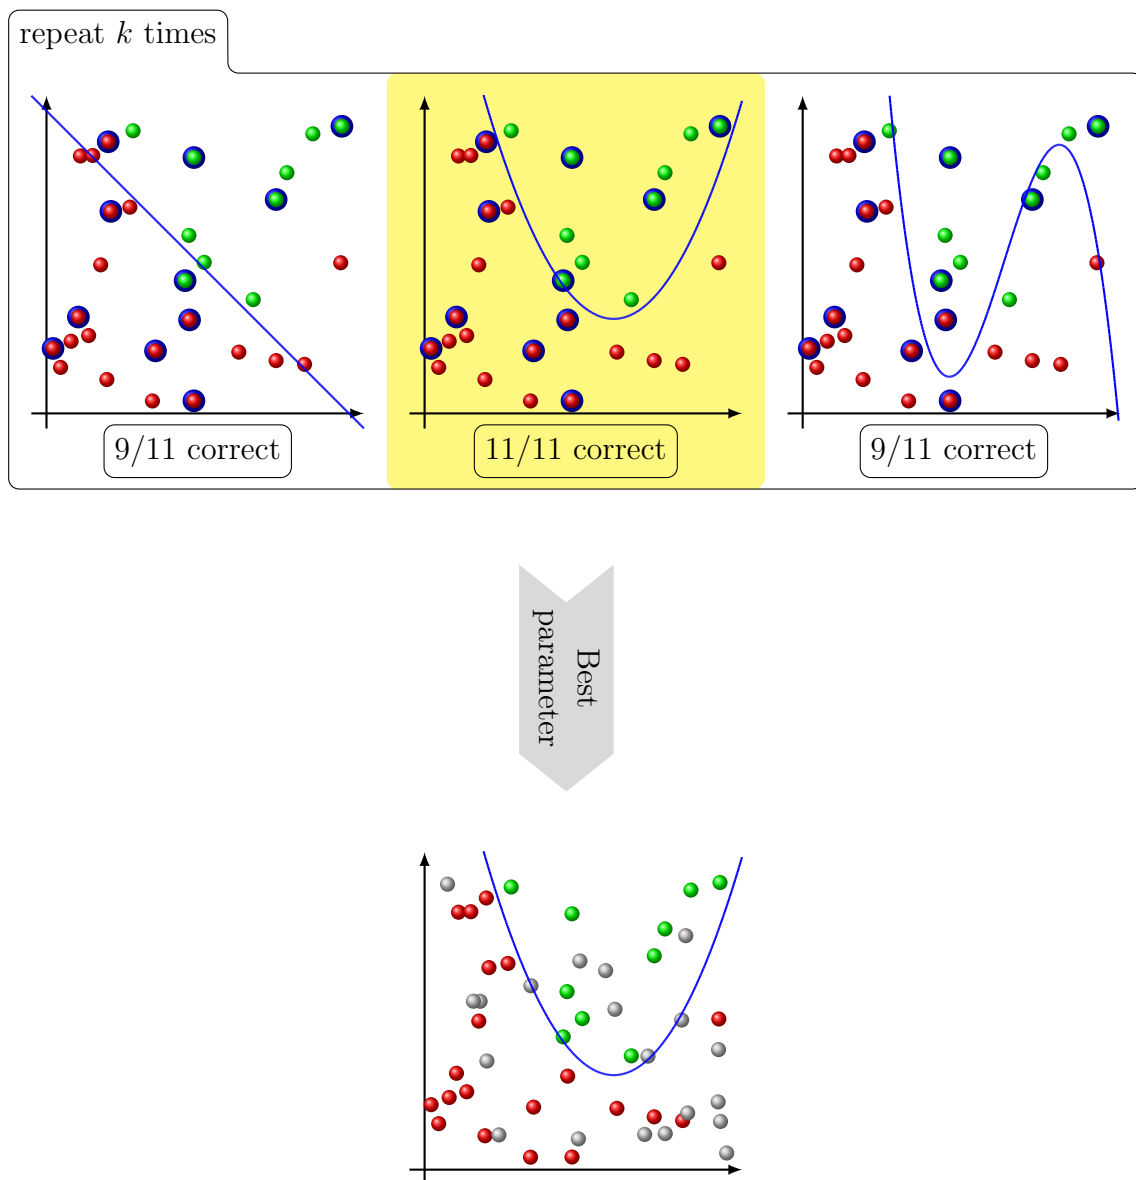 repeat k times
9/11 correct
11/11 correct
9/11 correct
Best
parameter